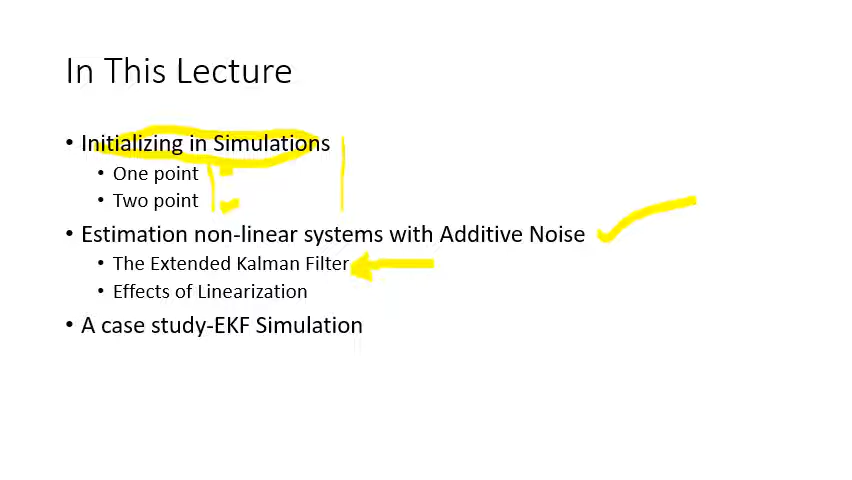 In This Lecture
• Initializing in Simulations
• One point
• Two point
• Estimation non-linear systems with Additive Noise
• The Extended Kalman Filter
• Effects of Linearization
• A case study-EKF Simulation